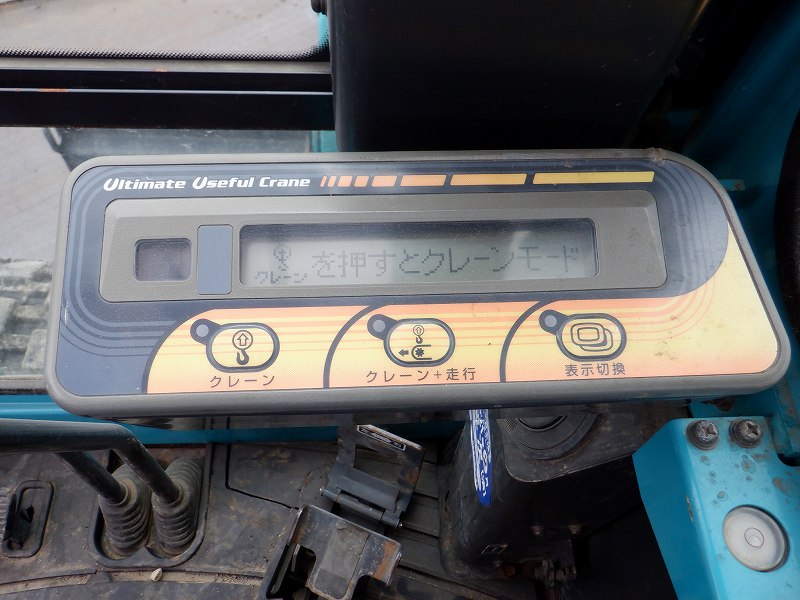 Ultimate Useful Crane
クレーン を押すとクレーンモード
クレーン
クレーン+走行
表示切換